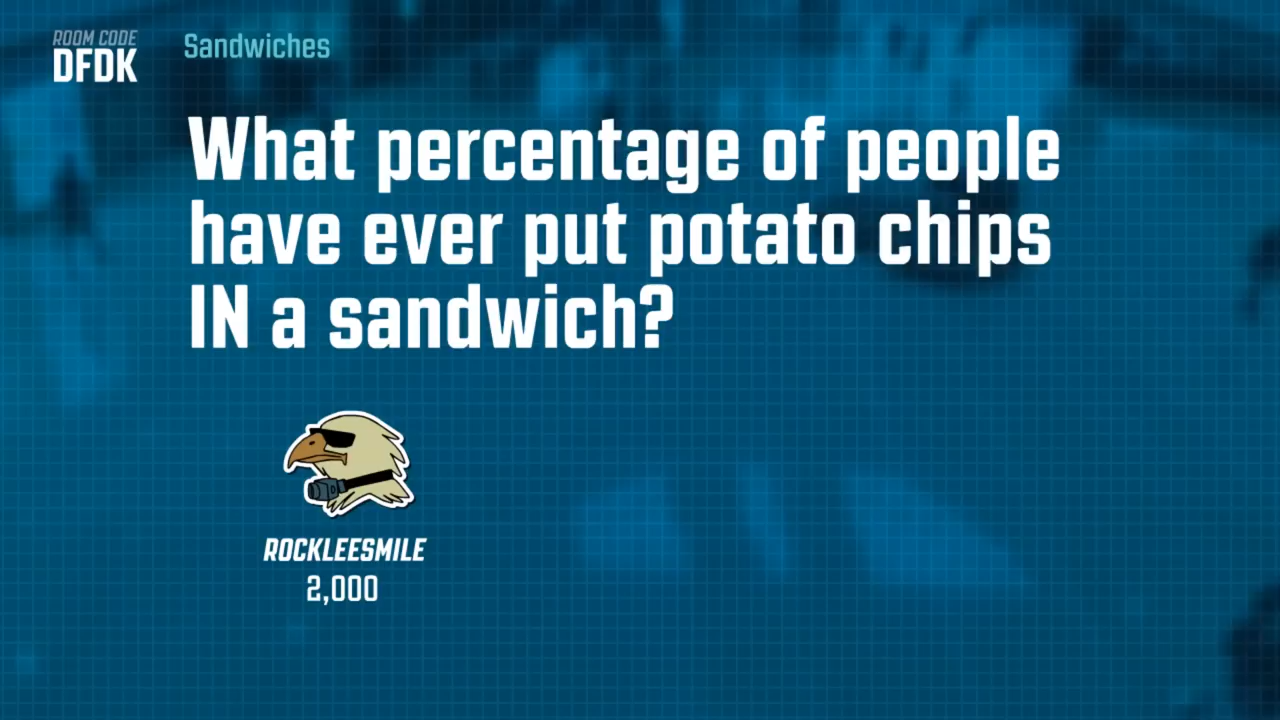 ROOM CODE
DFDK
Sandwiches
What percentage of people
have ever put potato chips
IN a sandwich?
ROCKLEESMILE
2,000